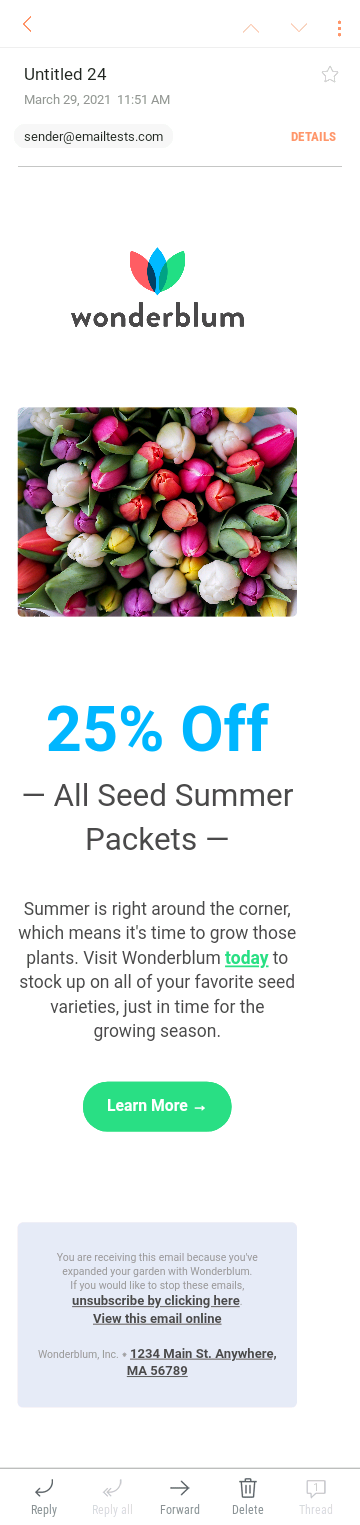 Untitled 24
March 29, 2021 11:51 AM
sender@emailtests.com
DETAILS
wonderblum
25% Off
— All Seed Summer
Packets —
Summer is right around the corner,
which means it's time to grow those
plants. Visit Wonderblum today to
stock up on all of your favorite seed
varieties, just in time for the
growing season.
Learn More →
You are receiving this email because you've
expanded your garden with Wonderblum.
If you would like to stop these emails,
unsubscribe by clicking here.
View this email online
Wonderblum, Inc. • 1234 Main St. Anywhere,
MA 56789
1
Reply
Reply all
Forward
Delete
Thread